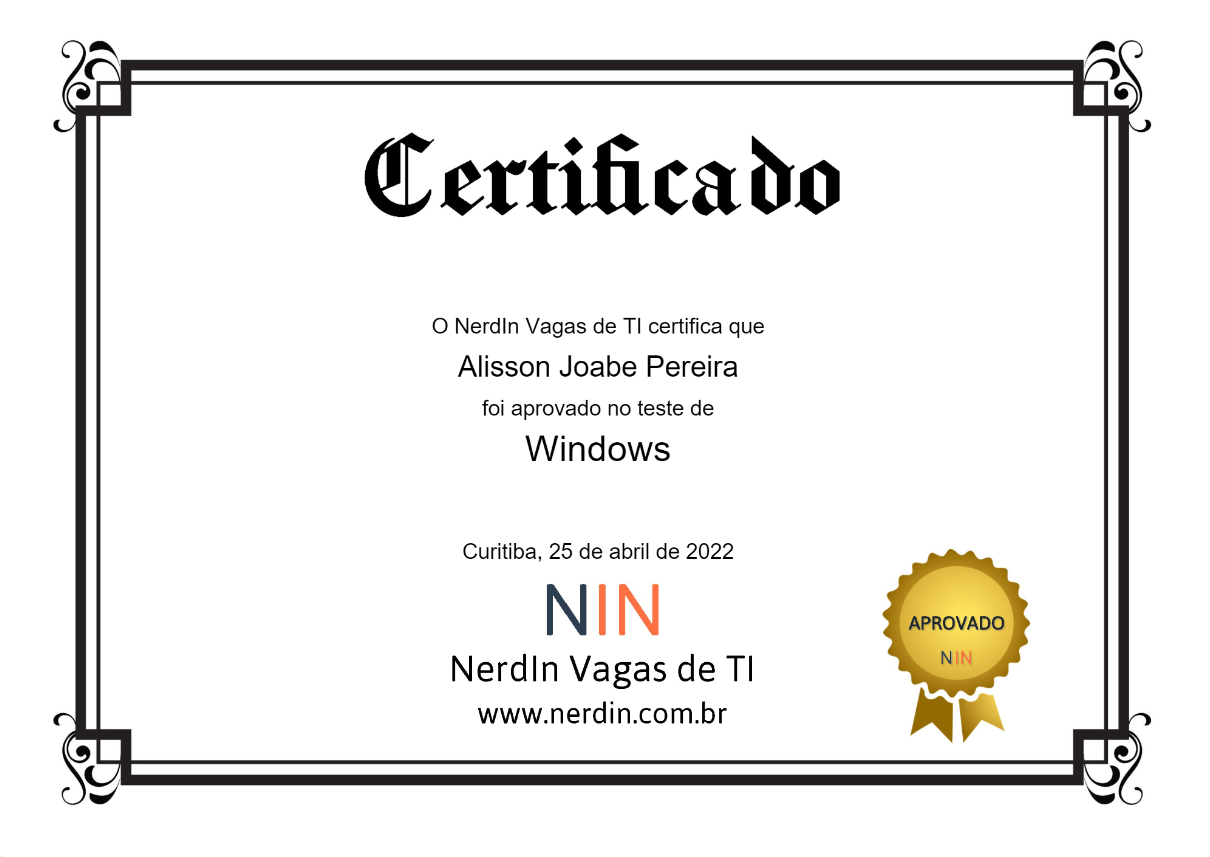 Certificado
O NerdIn Vagas de TI certifica que
Alisson Joabe Pereira
foi aprovado no teste de
Windows
Curitiba, 25 de abril de 2022
NIN
NerdIn Vagas de TI
www.nerdin.com.br
APROVADO
NIN